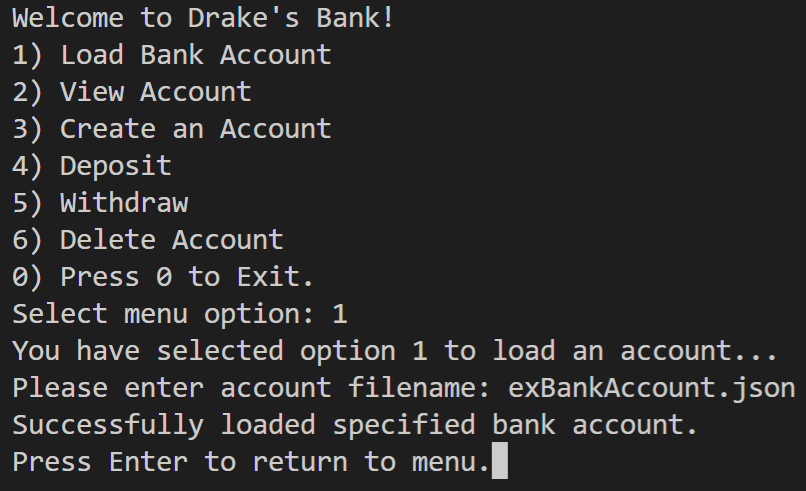 Welcome to Drake's Bank!
1) Load Bank Account
2) View Account
3) Create an Account
4) Deposit
5) Withdraw
6) Delete Account
0) Press 0 to Exit.
Select menu option: 1
You have selected option 1 to load an account...
Please enter account filename: exBankAccount.json
Successfully loaded specified bank account.
Press Enter to return to menu.